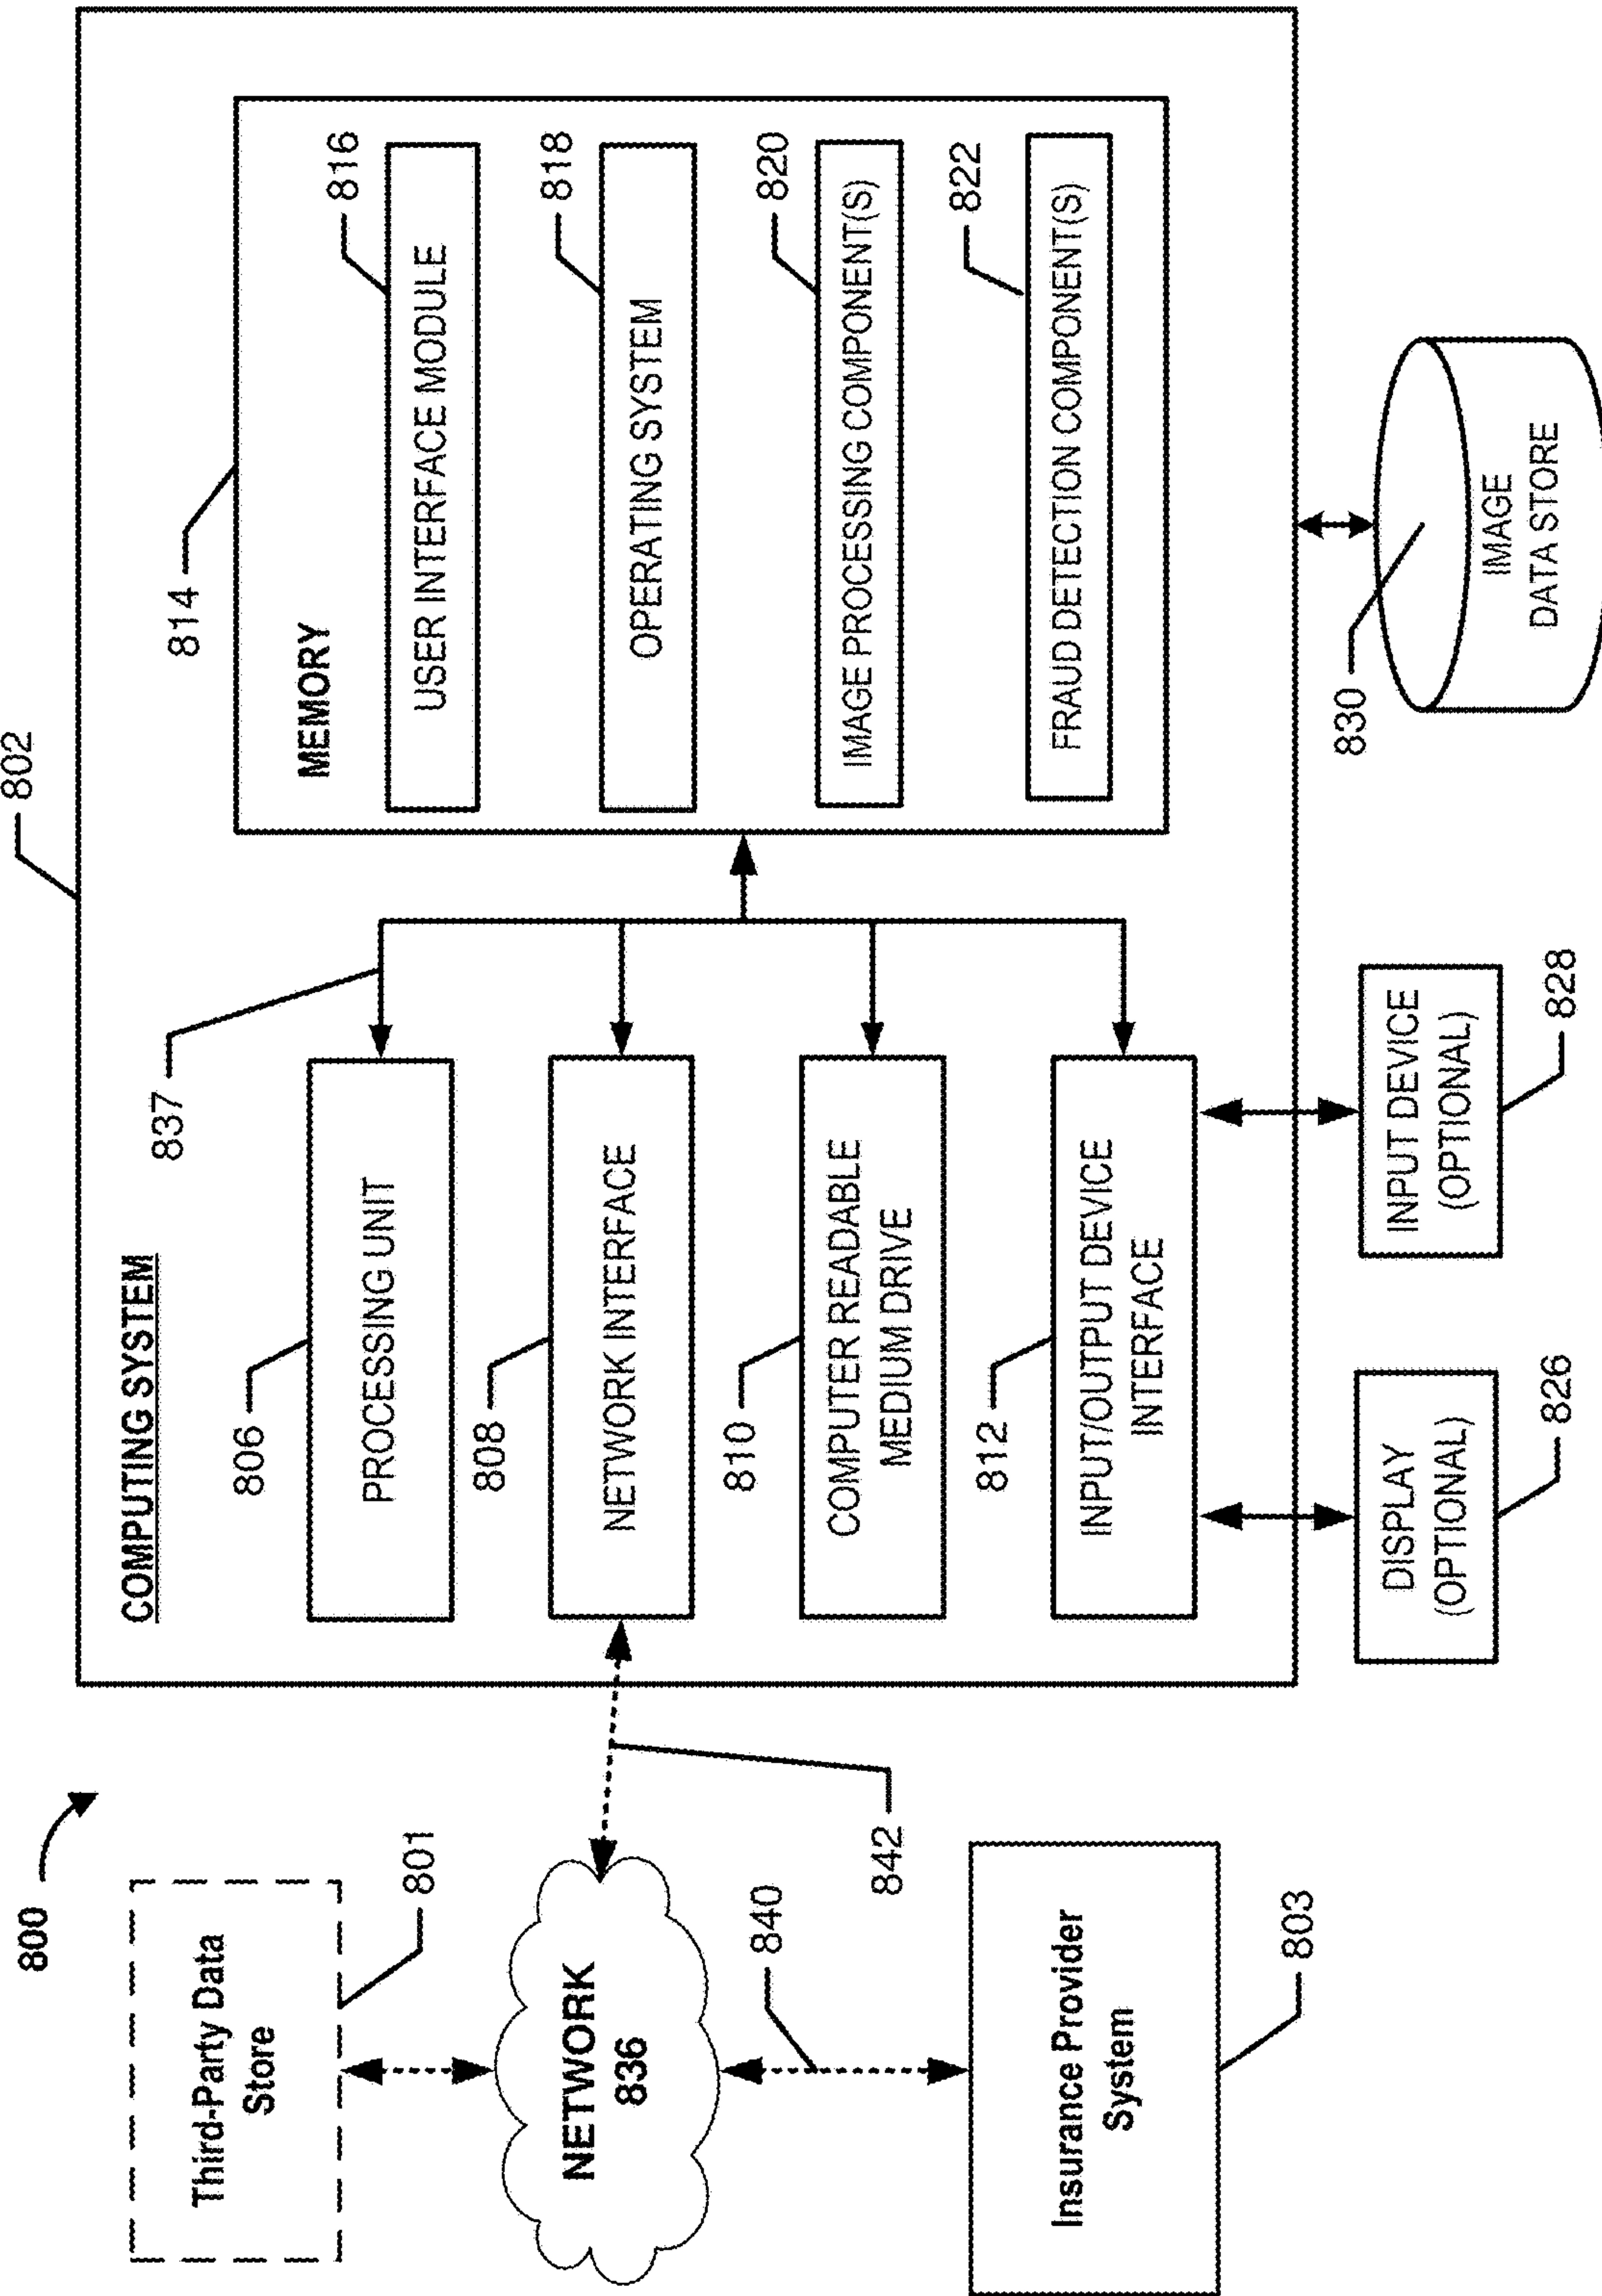 800
802
COMPUTING SYSTEM
814
MEMORY
816
USER INTERFACE MODULE
818
OPERATING SYSTEM
820
IMAGE PROCESSING COMPONENT(S)
822
FRAUD DETECTION COMPONENT(S)
837
806
PROCESSING UNIT
808
NETWORK INTERFACE
810
COMPUTER READABLE
MEDIUM DRIVE
812
INPUT/OUTPUT DEVICE
INTERFACE
Third-Party Data
Store
801
NETWORK
836
842
840
Insurance Provider
System
803
DISPLAY
(OPTIONAL)
826
INPUT DEVICE
(OPTIONAL)
828
830
IMAGE
DATA STORE